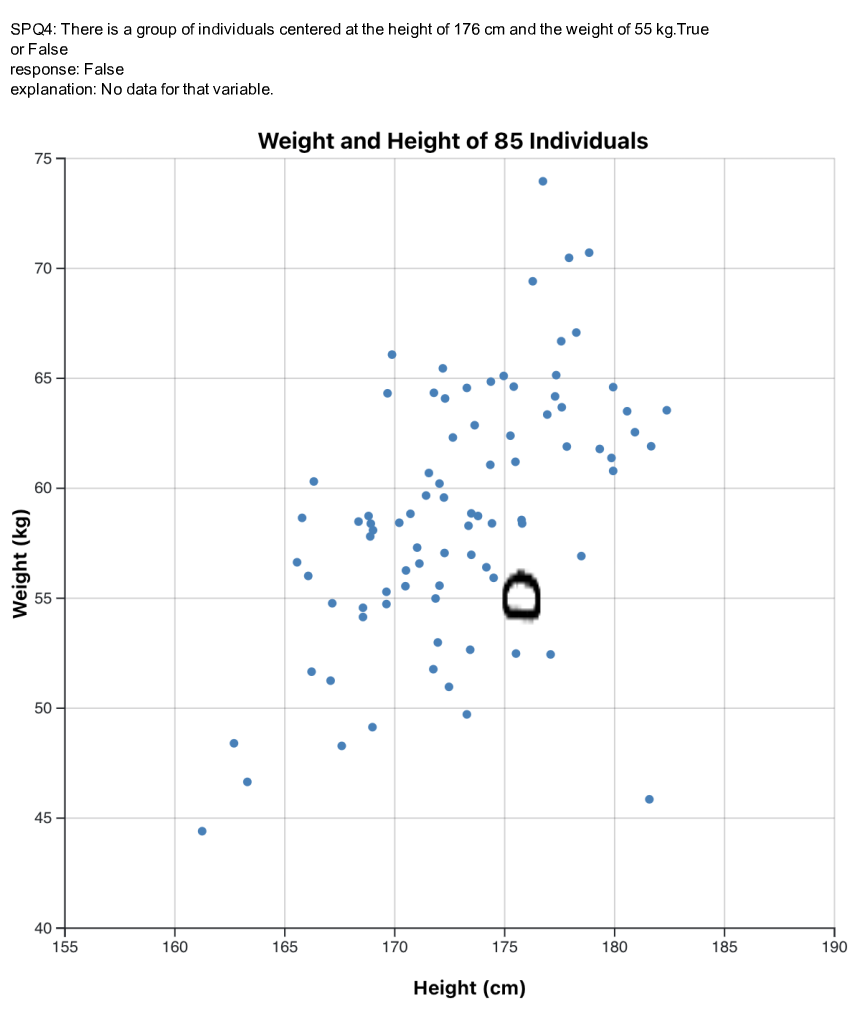 SPQ4: There is a group of individuals centered at the height of 176 cm and the weight of 55 kg.True
or False
response: False
explanation: No data for that variable.
Weight and Height of 85 Individuals
75
70
65
60
55
50
45
40
Weight (kg)
155 160 165 170 175 180 185 190
Height (cm)